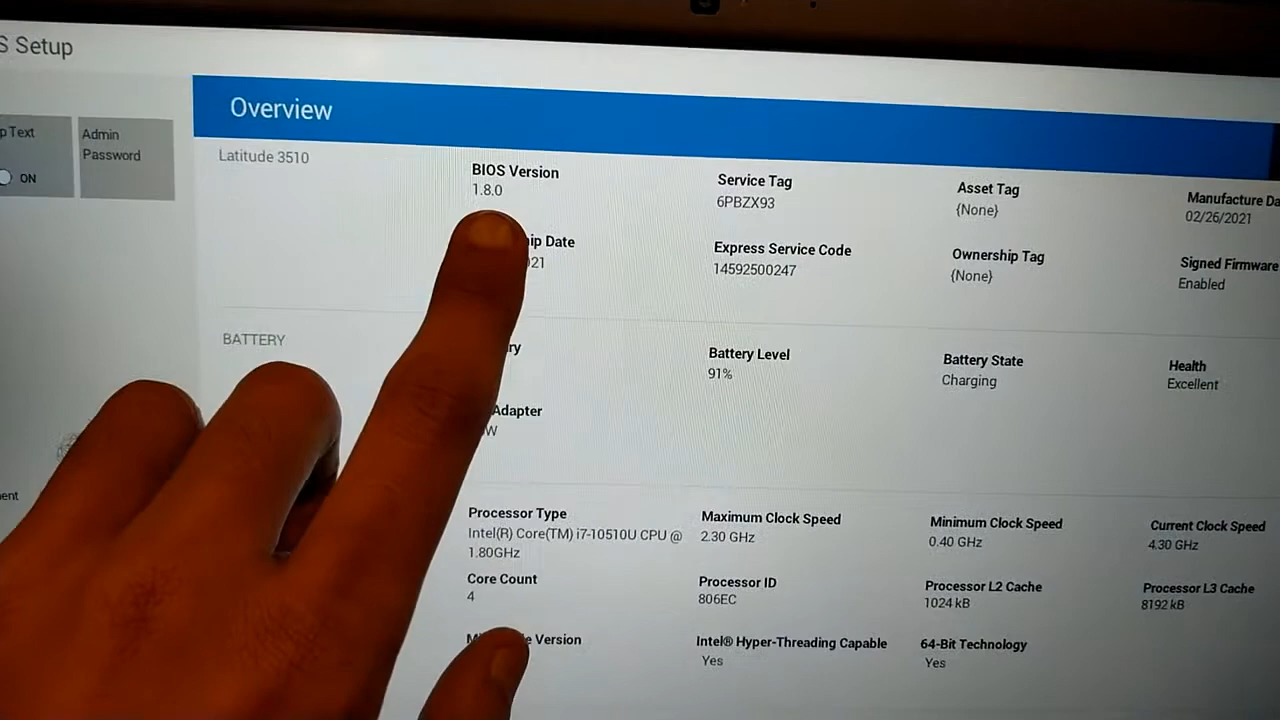 S Setup
Overview
p Text
ON
Admin
Password
Latitude 3510
BIOS Version
1.8.0
Service Tag
6PBZX93
Asset Tag
{None}
Manufacture Da
02/26/2021
ip Date
021
Express Service Code
14592500247
Ownership Tag
{None}
Signed Firmware
Enabled
BATTERY
ry
Battery Level
91%
Battery State
Charging
Health
Excellent
Adapter
W
ent
Processor Type
Intel(R) Core(TM) i7-10510U CPU @
1.80GHz
Maximum Clock Speed
2.30 GHz
Minimum Clock Speed
0.40 GHz
Current Clock Speed
4.30 GHz
Core Count
4
Processor ID
806EC
Processor L2 Cache
1024 kB
Processor L3 Cache
8192 kB
M e Version
Intel® Hyper-Threading Capable
Yes
64-Bit Technology
Yes